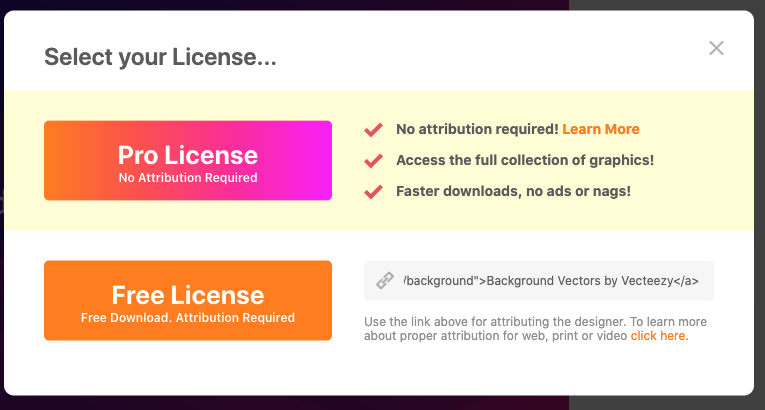 Select your License...
Pro License
No Attribution Required
No attribution required! Learn More
Access the full collection of graphics!
Faster downloads, no ads or nags!
Free License
Free Download. Attribution Required
/background">Background Vectors by Vecteezy</a>
Use the link above for attributing the designer. To learn more
about proper attribution for web, print or video click here.